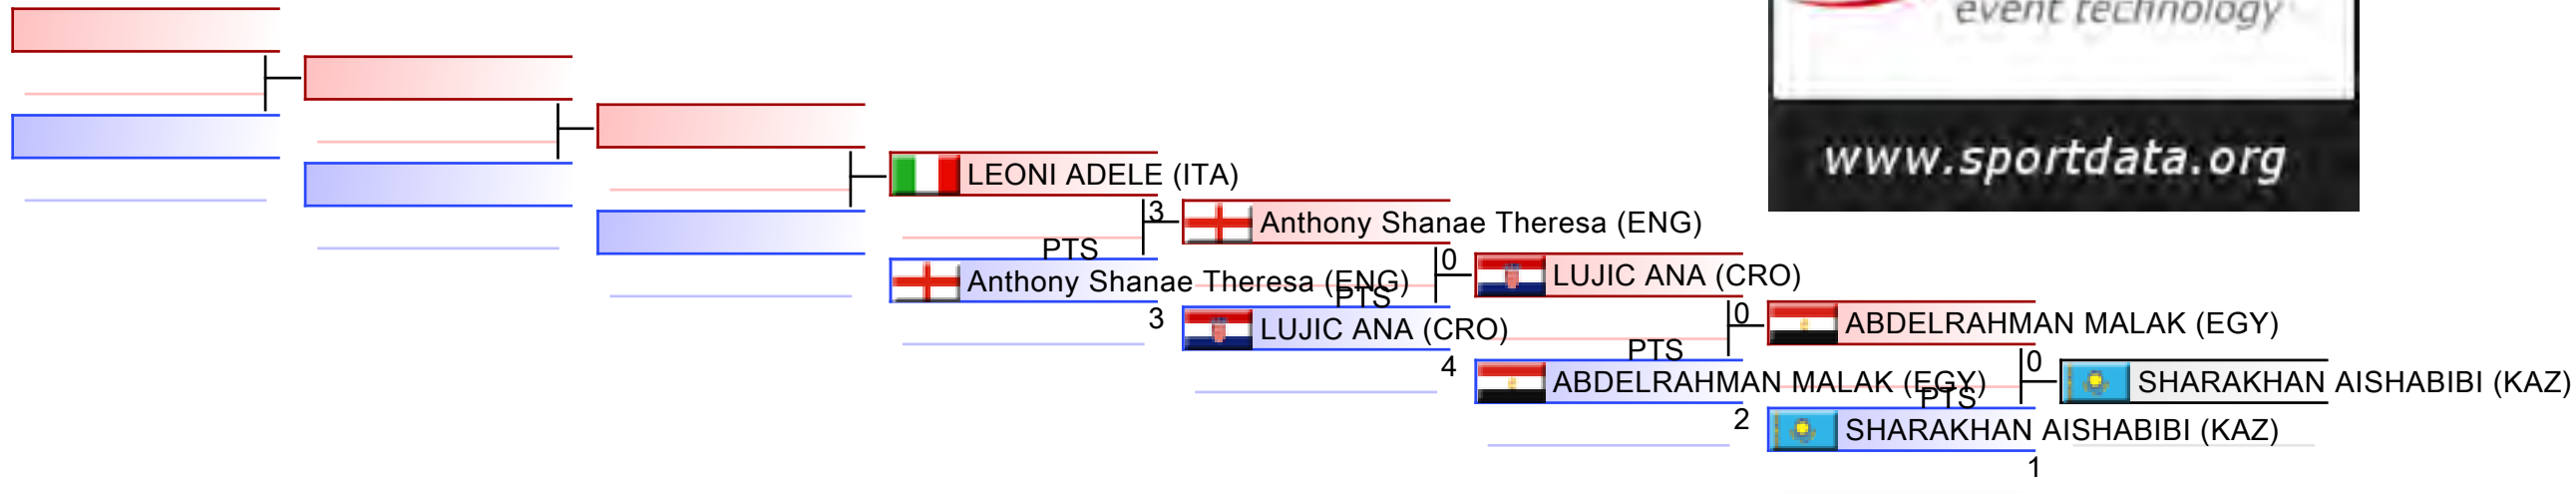 event technology
www.sportdata.org
LEONI ADELE (ITA)
3
Anthony Shanae Theresa (ENG)
PTS
Anthony Shanae Theresa (ENG)
3
0
LUJIC ANA (CRO)
PTS
LUJIC ANA (CRO)
4
0
ABDELRAHMAN MALAK (EGY)
PTS
ABDELRAHMAN MALAK (EGY)
2
0
SHARAKHAN AISHABIBI (KAZ)
PTS
SHARAKHAN AISHABIBI (KAZ)
1